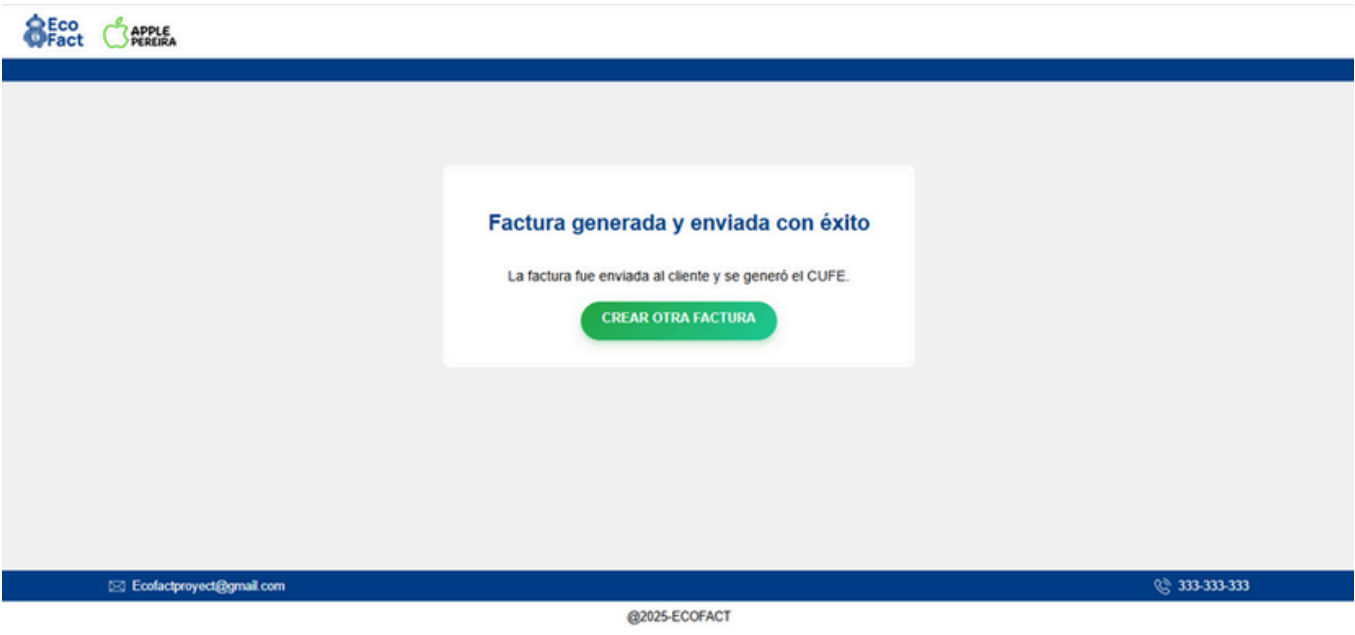 Eco
Fact
APPLE
PEREIRA
Factura generada y enviada con éxito
La factura fue enviada al cliente y se generó el CUFE.
CREAR OTRA FACTURA
Ecofactproyect@gmail.com
333-333-333
@2025-ECOFACT